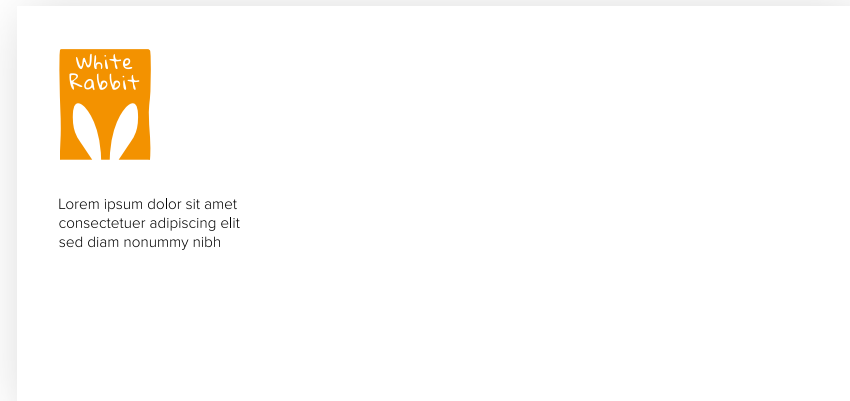 White
Rabbit
Lorem ipsum dolor sit amet
consectetuer adipiscing elit
sed diam nonummy nibh